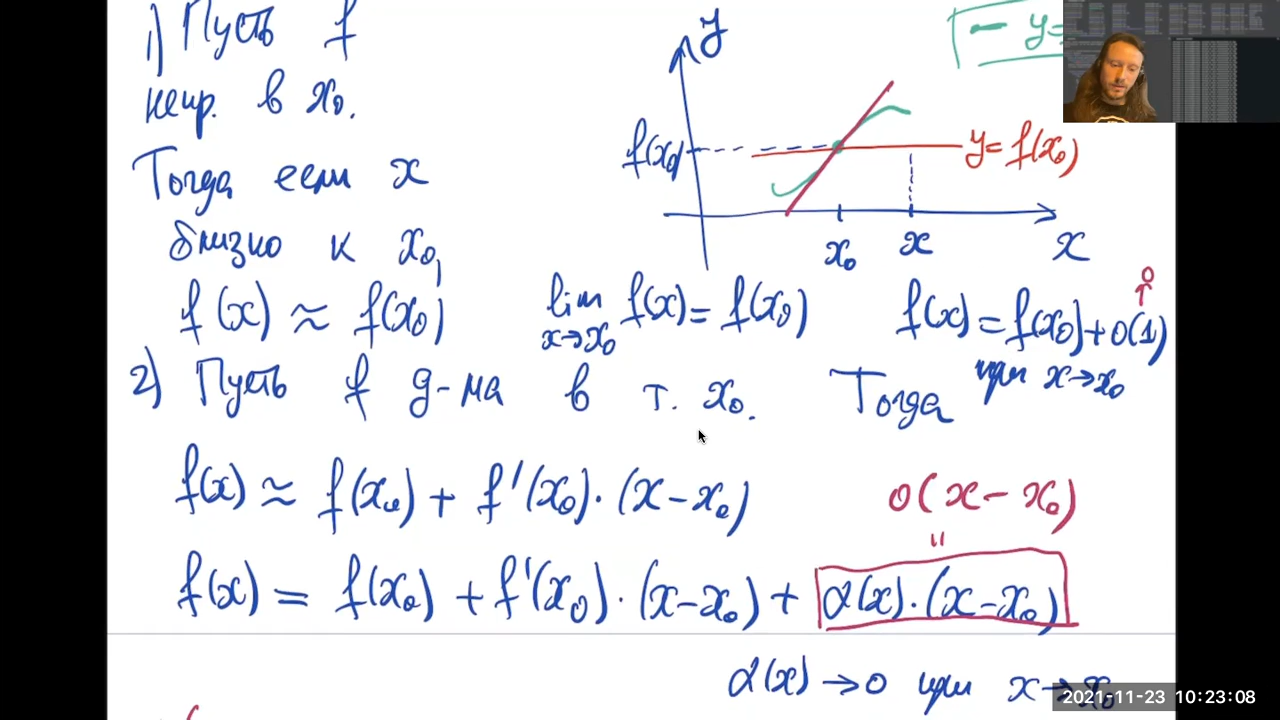 1) Пусть f
непр. в x₀.
Тогда если x
близко к x₀,
f(x) ≈ f(x₀)
y
f(x₀)
y = f(x₀)
x₀
x
x
— y=
lim f(x) = f(x₀)
x→x₀
0
↑
f(x) = f(x₀) + o(1)
при x→x₀
2) Пусть f д-ма в т. x₀. Тогда
f(x) ≈ f(x₀) + f'(x₀)·(x−x₀)
o(x − x₀)
"
f(x) = f(x₀) + f'(x₀)·(x−x₀) + α(x)·(x−x₀)
α(x) → 0 при x → x₀
2021-11-23 10:23:08